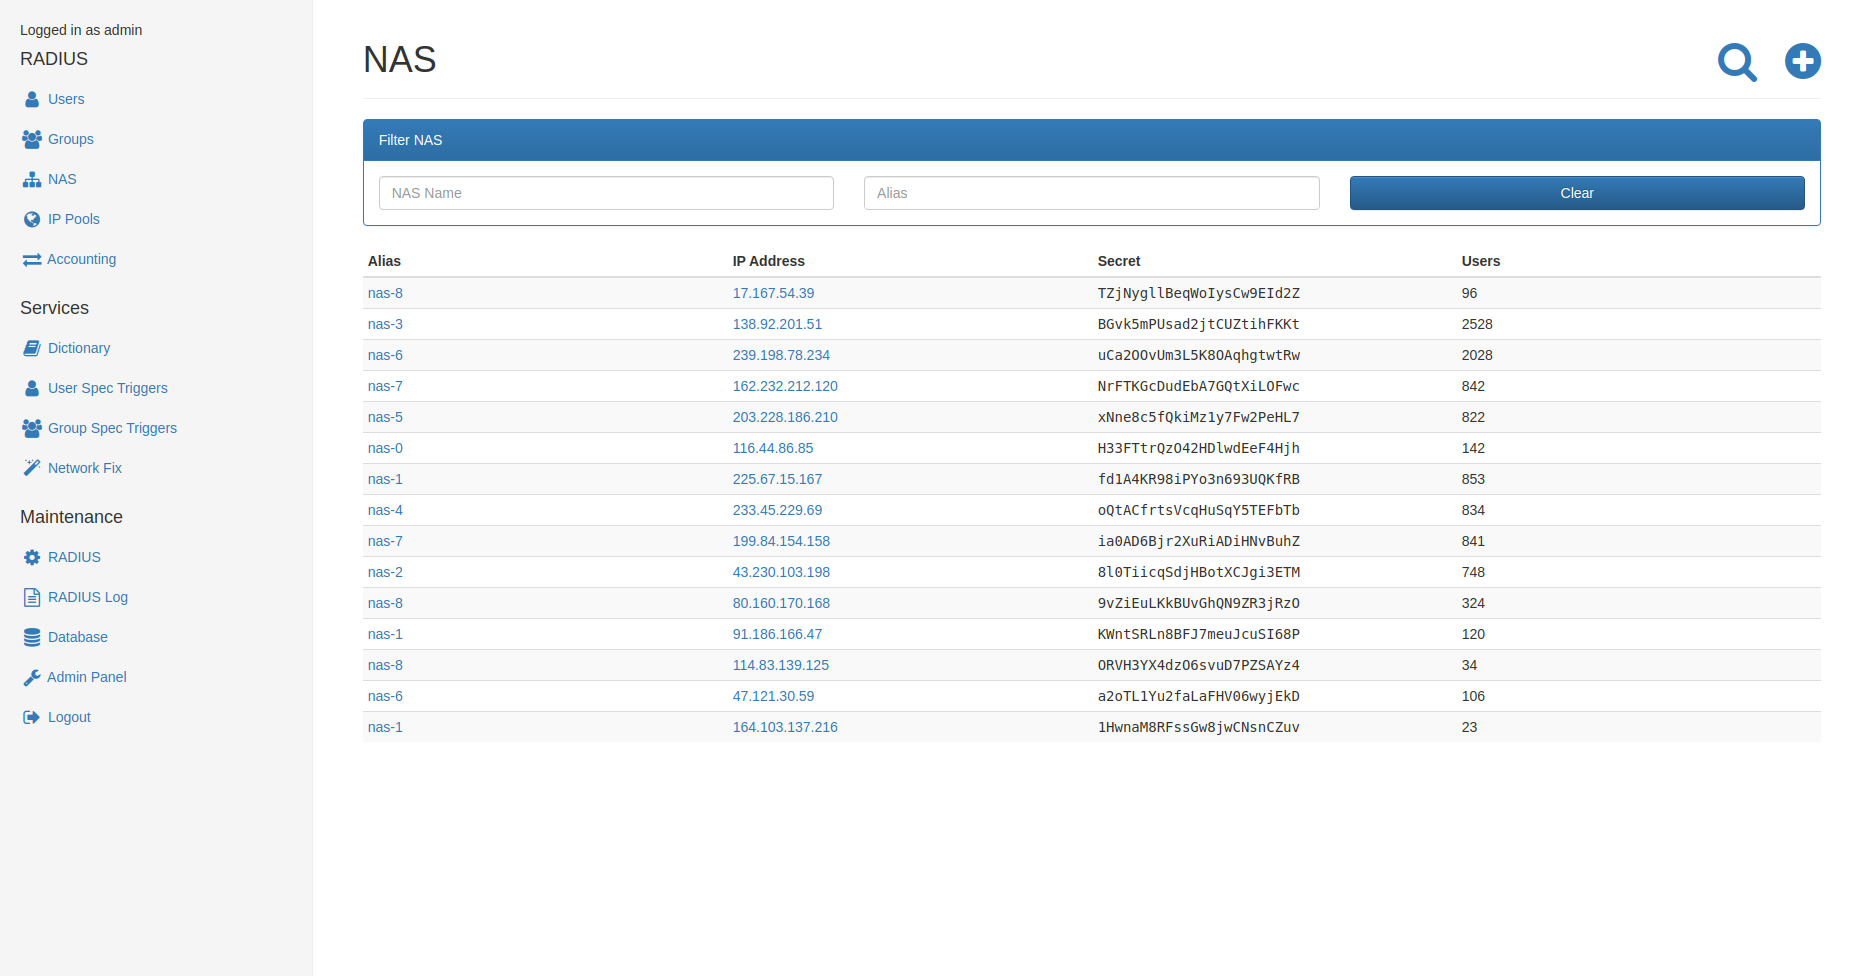 Logged in as admin
RADIUS
Users
Groups
NAS
IP Pools
Accounting
Services
Dictionary
User Spec Triggers
Group Spec Triggers
Network Fix
Maintenance
RADIUS
RADIUS Log
Database
Admin Panel
Logout
NAS
Filter NAS
NAS Name Alias Clear
Alias IP Address Secret Users
nas-8 17.167.54.39 TZjNygllBeqWoIysCw9EId2Z 96
nas-3 138.92.201.51 BGvk5mPUsad2jtCUZtihFKKt 2528
nas-6 239.198.78.234 uCa2OOvUm3L5K8OAqhgtwtRw 2028
nas-7 162.232.212.120 NrFTKGcDudEbA7GQtXiLOFwc 842
nas-5 203.228.186.210 xNne8c5fQkiMz1y7Fw2PeHL7 822
nas-0 116.44.86.85 H33FTtrQzO42HDlwdEeF4Hjh 142
nas-1 225.67.15.167 fd1A4KR98iPYo3n693UQKfRB 853
nas-4 233.45.229.69 oQtACfrtsVcqHuSqY5TEFbTb 834
nas-7 199.84.154.158 ia0AD6Bjr2XuRiADiHNvBuhZ 841
nas-2 43.230.103.198 8l0TiicqSdjHBotXCJgi3ETM 748
nas-8 80.160.170.168 9vZiEuLKkBUvGhQN9ZR3jRzO 324
nas-1 91.186.166.47 KWntSRLn8BFJ7meuJcuSI68P 120
nas-8 114.83.139.125 ORVH3YX4dzO6svuD7PZSAYz4 34
nas-6 47.121.30.59 a2oTL1Yu2faLaFHV06wyjEkD 106
nas-1 164.103.137.216 1HwnaM8RFssGw8jwCNsnCZuv 23